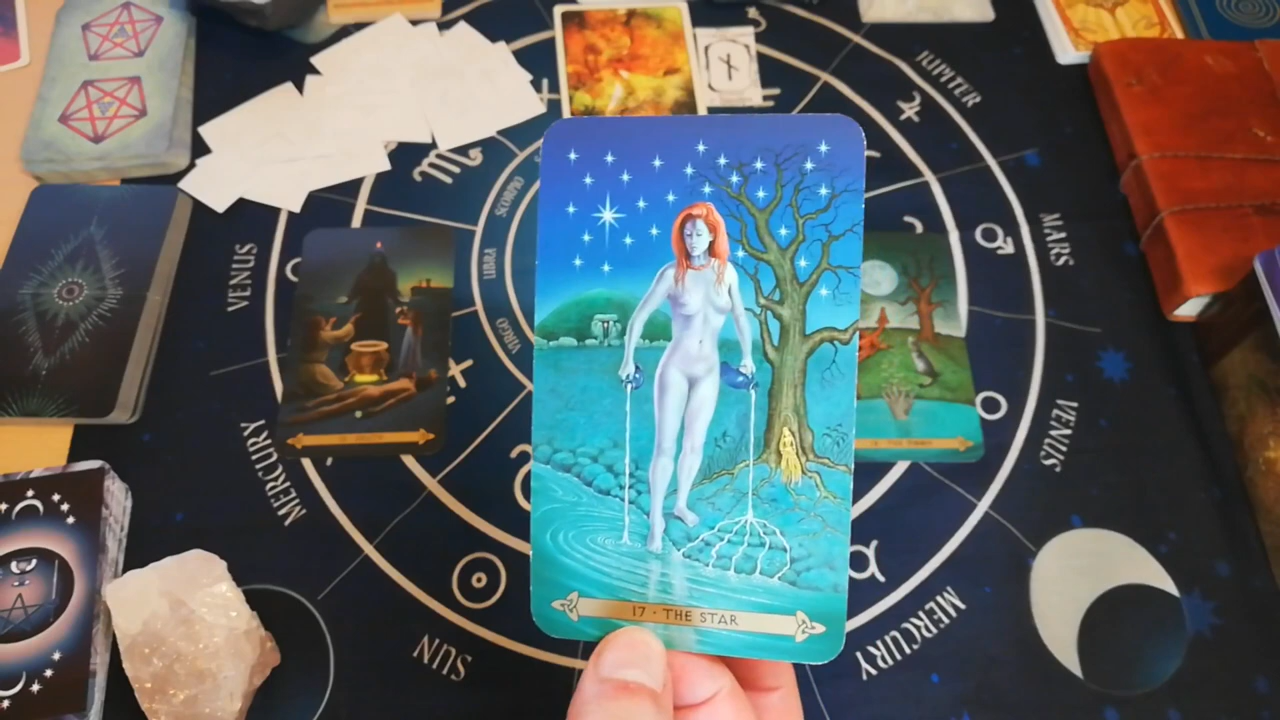 JUPITER
SCORPIO
MARS
VENUS
LIBRA
VIRGO
VENUS
MERCURY
17 · THE STAR
MERCURY
SUN